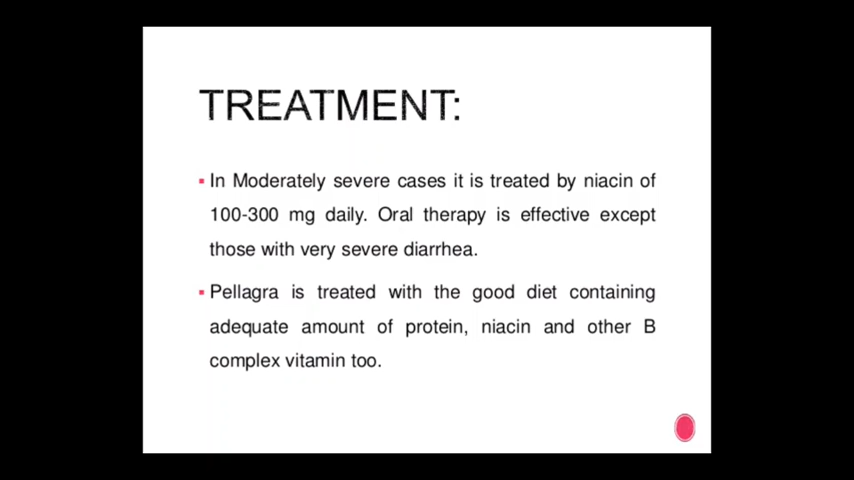 TREATMENT:
In Moderately severe cases it is treated by niacin of
100-300 mg daily. Oral therapy is effective except
those with very severe diarrhea.
Pellagra is treated with the good diet containing
adequate amount of protein, niacin and other B
complex vitamin too.